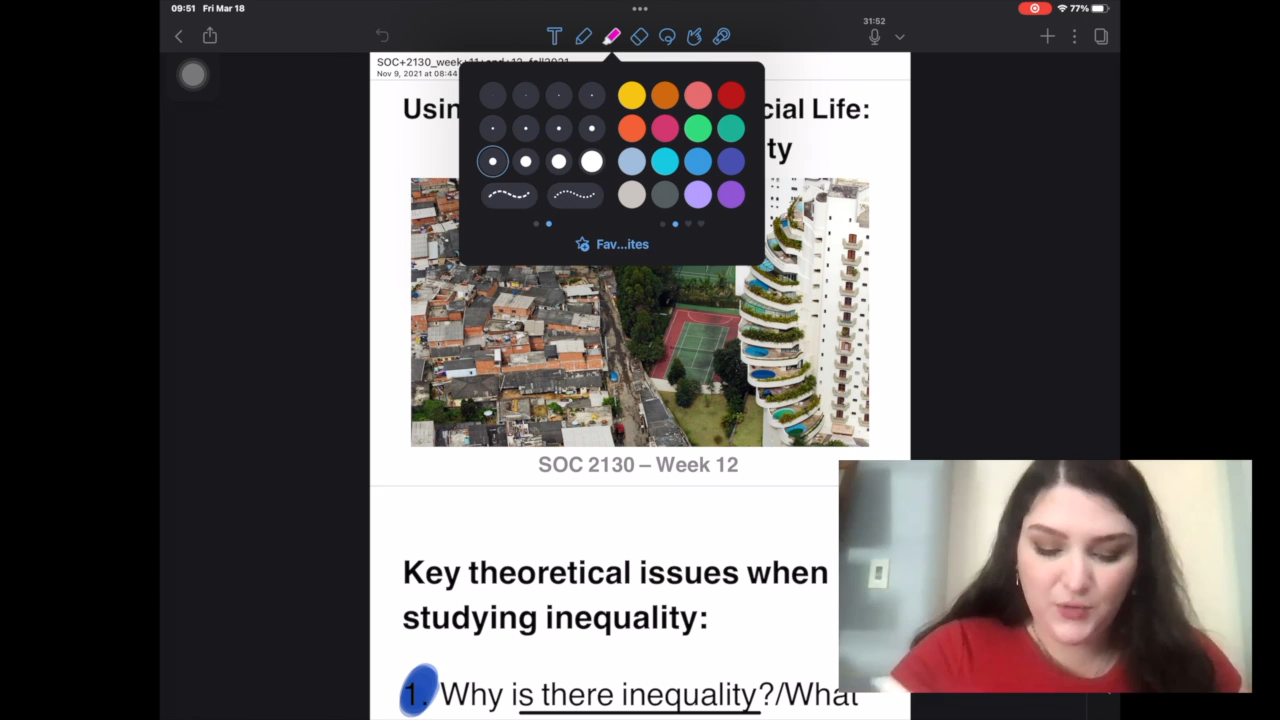 09:51 Fri Mar 18
77%
31:52
SOC+2130_week
Nov 9, 2021 at 08:44
Using
cial Life:
ty
Fav...ites
SOC 2130 – Week 12
Key theoretical issues when
studying inequality:
1. Why is there inequality?/What